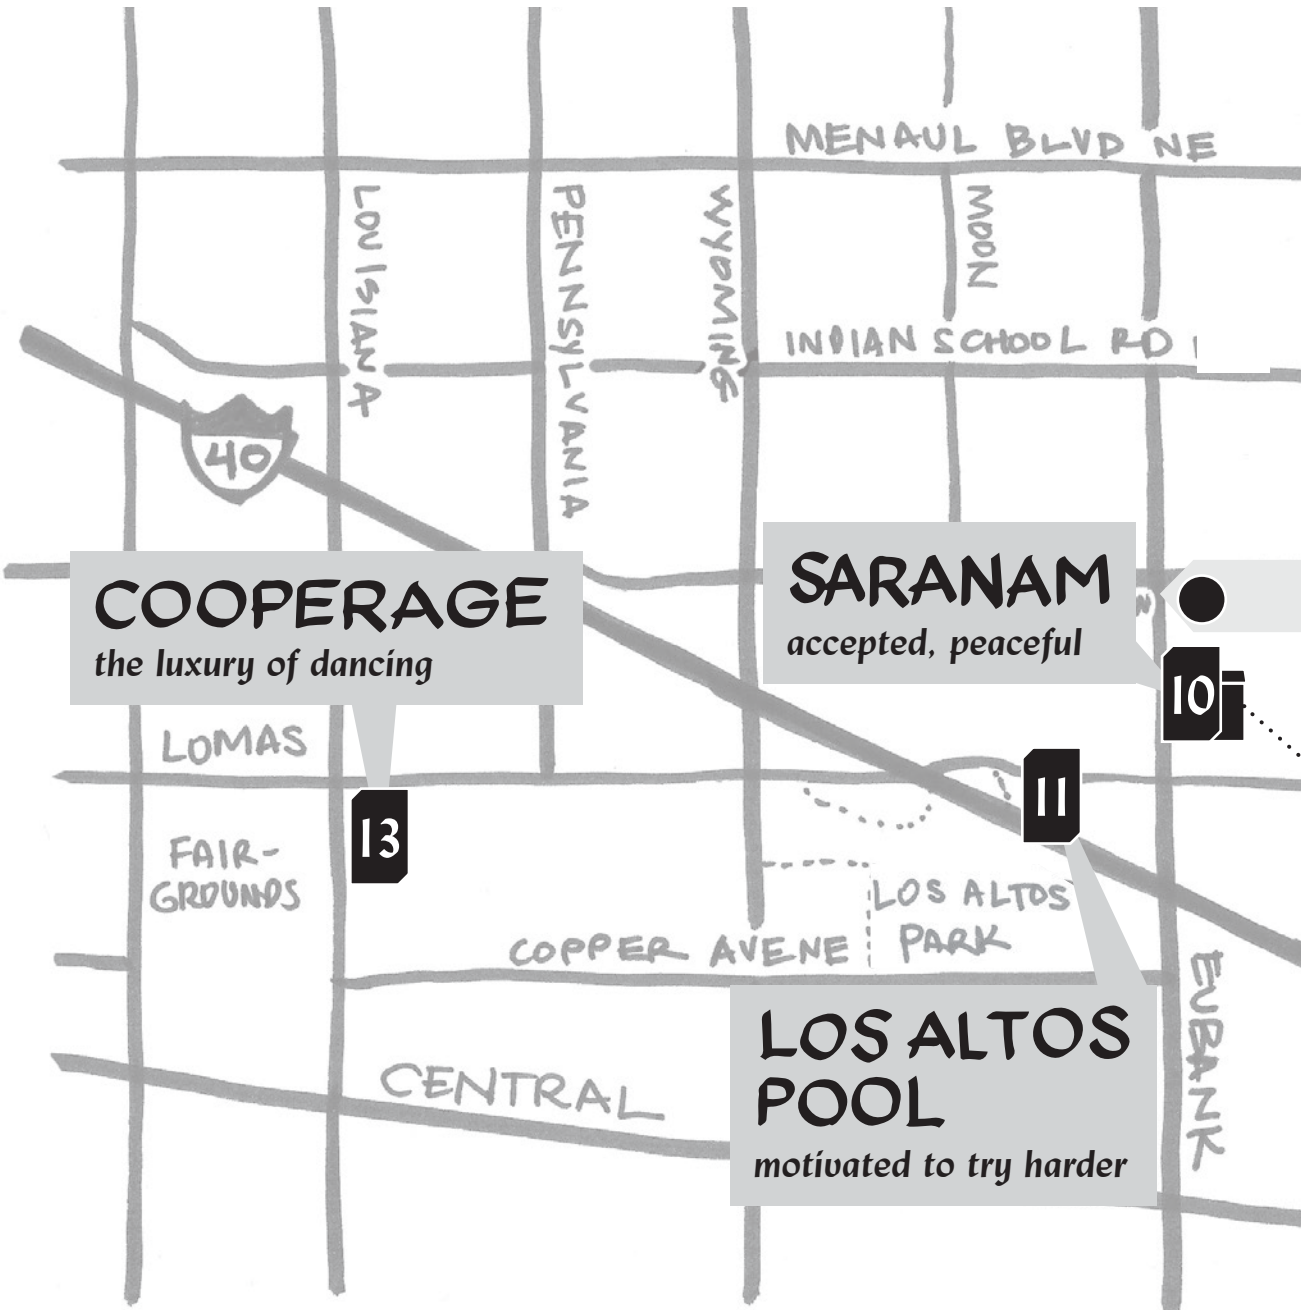 MENAUL BLVD NE
LOUISIANA
PENNSYLVANIA
WYOMING
MOON
INDIAN SCHOOL RD
40
COOPERAGE
the luxury of dancing
SARANAM
accepted, peaceful
10
LOMAS
11
13
FAIR-
GROUNDS
LOS ALTOS
PARK
COPPER AVENE
EUBANK
LOS ALTOS
POOL
motivated to try harder
CENTRAL